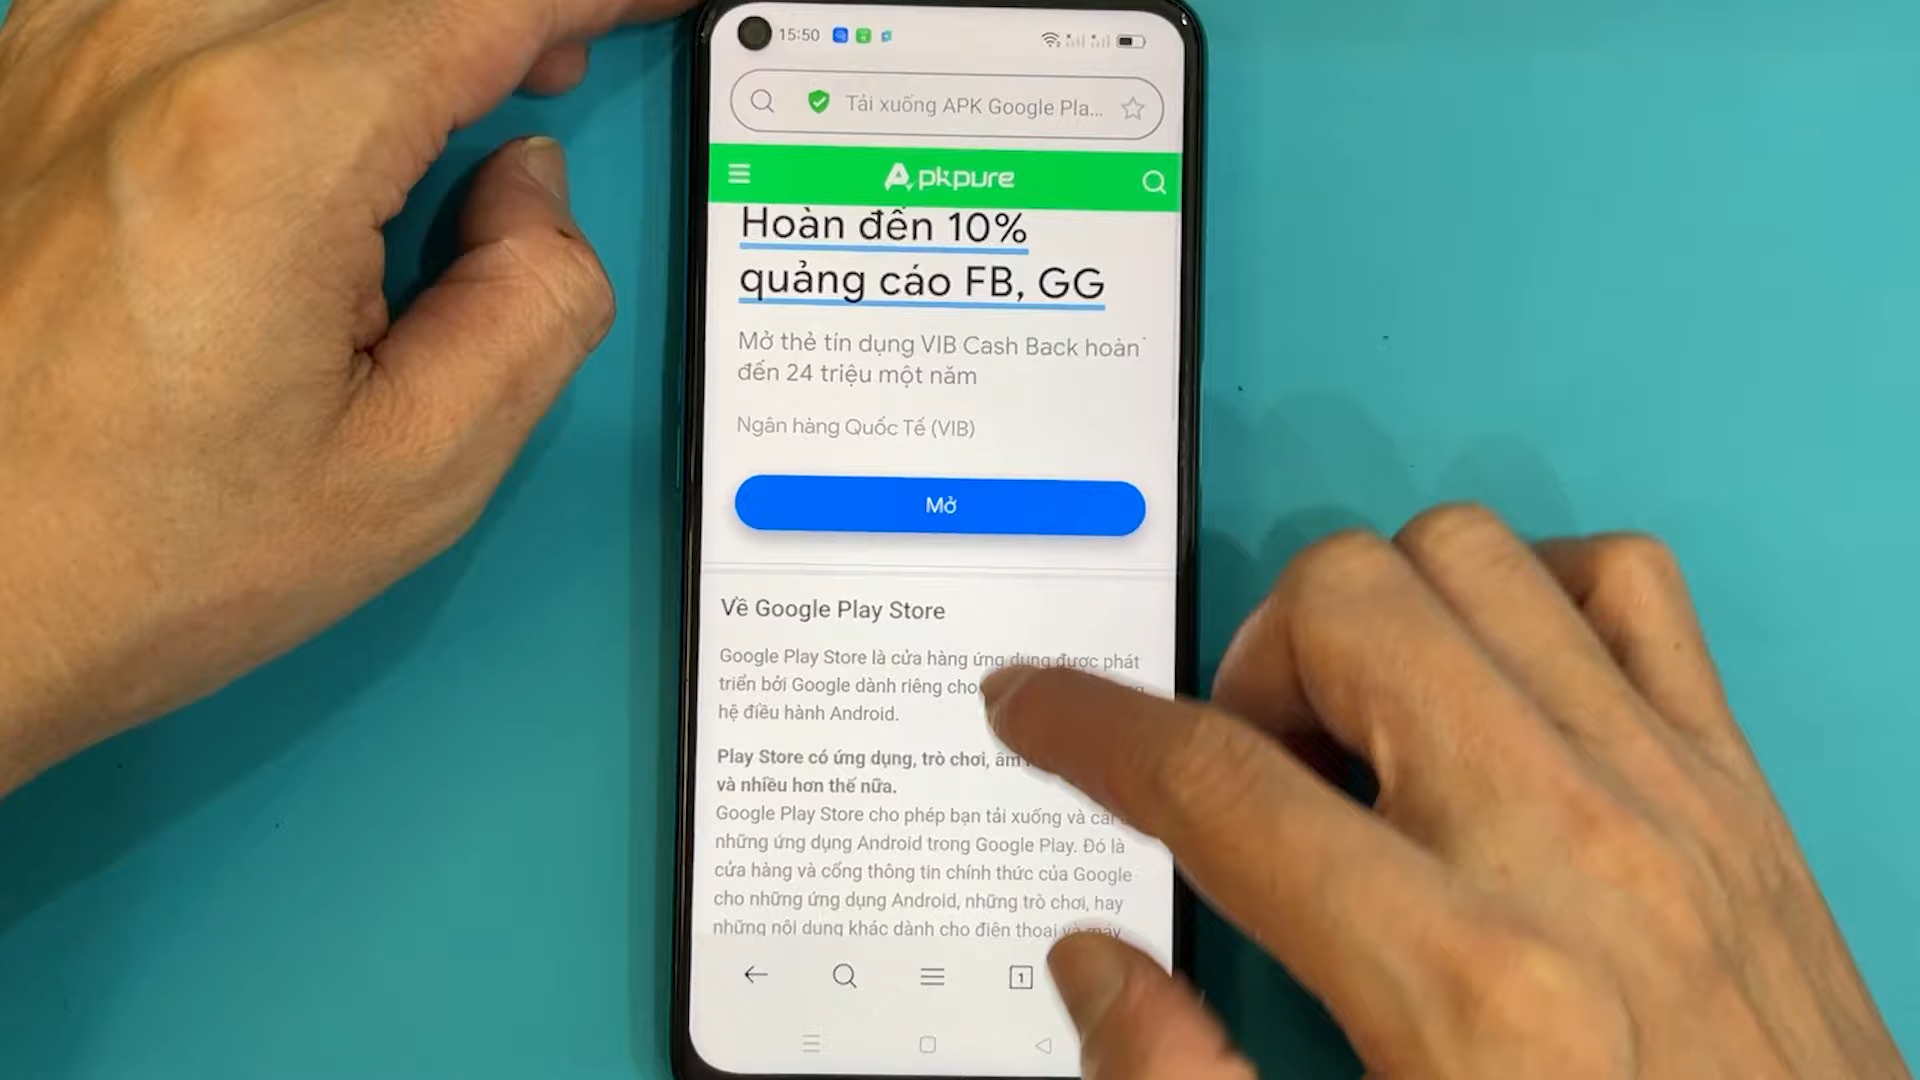 15:50
Tải xuống APK Google Pla...
Apkpure
Hoàn đến 10%
quảng cáo FB, GG
Mở thẻ tín dụng VIB Cash Back hoàn
đến 24 triệu một năm
Ngân hàng Quốc Tế (VIB)
Mở
Về Google Play Store
Google Play Store là cửa hàng ứng dụng được phát
triển bởi Google dành riêng cho
hệ điều hành Android.
Play Store có ứng dụng, trò chơi, âm
và nhiều hơn thế nữa.
Google Play Store cho phép bạn tải xuống và cài
những ứng dụng Android trong Google Play. Đó là
cửa hàng và cổng thông tin chính thức của Google
cho những ứng dụng Android, những trò chơi, hay
những nội dung khác dành cho điện thoại và máy
1